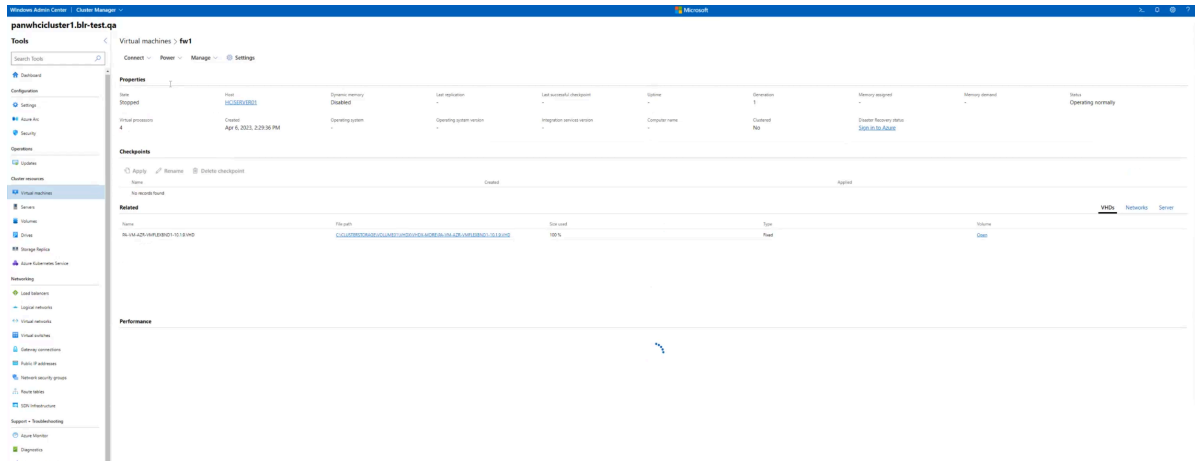 Windows Admin Center | Cluster Manager
Microsoft
panwhcicluster1.blr-test.qa
Tools
Search Tools
Dashboard
Configuration
Settings
Azure Arc
Security
Operations
Updates
Cluster resources
Virtual machines
Servers
Volumes
Drives
Storage Replica
Azure Kubernetes Service
Networking
Load balancers
Logical networks
Virtual networks
Virtual switches
Gateway connections
Public IP addresses
Network security groups
Route tables
SDN Infrastructure
Support + Troubleshooting
Azure Monitor
Diagnostics
Virtual machines > fw1
Connect Power Manage Settings
Properties
State Host Dynamic memory Last replication Last successful checkpoint Uptime Generation Memory assigned Memory demand Status
Stopped HCISERVER01 Disabled - - - 1 - - Operating normally
Virtual processors Created Operating system Operating system version Integration services version Computer name Clustered Disaster Recovery status
4 Apr 6, 2023, 2:29:36 PM - - - - No Sign in to Azure
Checkpoints
Apply Rename Delete checkpoint
Name Created Applied
No records found
Related VHDs Networks Server
Name File path Size used Type Volume
100 % Fixed Open
Performance